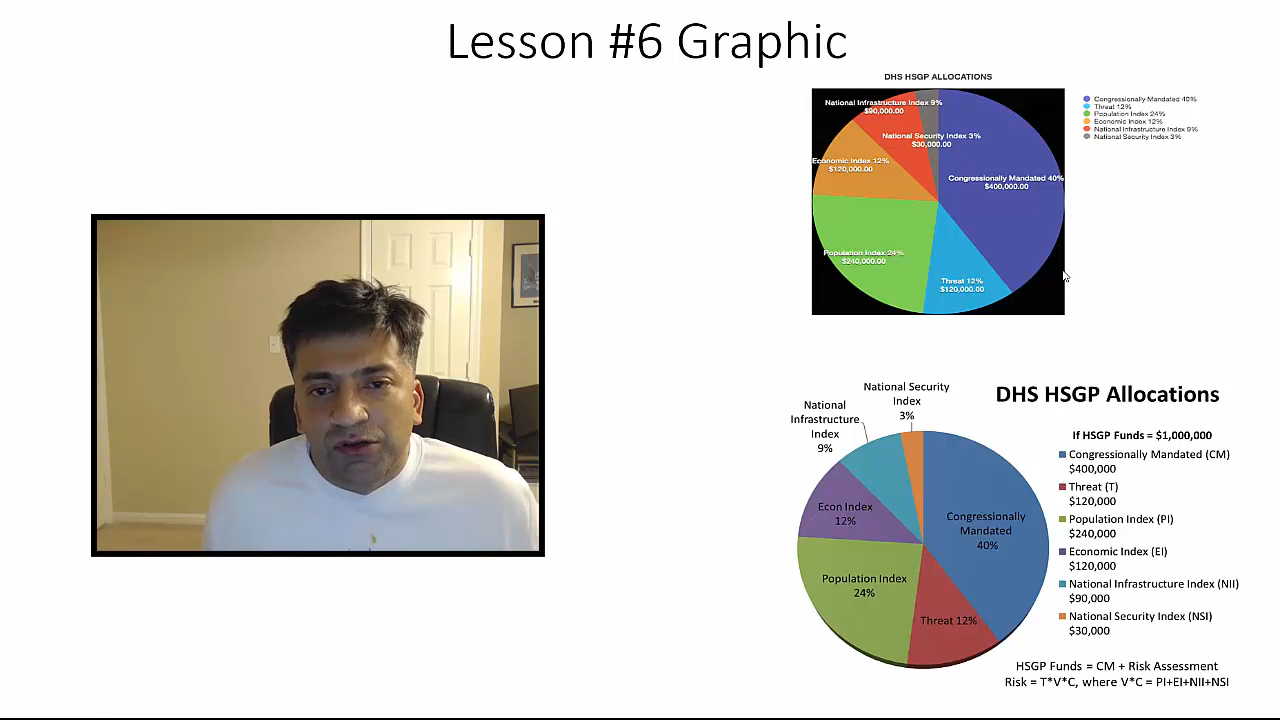 Lesson #6 Graphic
DHS HSGP ALLOCATIONS
National Infrastructure Index 9%
$90,000.00
National Security Index 3%
$30,000.00
Economic Index 12%
$120,000.00
Congressionally Mandated 40%
$400,000.00
Population Index 24%
$240,000.00
Threat 12%
$120,000.00
Congressionally Mandated 40%
Threat 12%
Population Index 24%
Economic Index 12%
National Infrastructure Index 9%
National Security Index 3%
DHS HSGP Allocations
National Security
Index
3%
National
Infrastructure
Index
9%
Econ Index
12%
Congressionally
Mandated
40%
Population Index
24%
Threat 12%
If HSGP Funds = $1,000,000
Congressionally Mandated (CM)
$400,000
Threat (T)
$120,000
Population Index (PI)
$240,000
Economic Index (EI)
$120,000
National Infrastructure Index (NII)
$90,000
National Security Index (NSI)
$30,000
HSGP Funds = CM + Risk Assessment
Risk = T*V*C, where V*C = PI+EI+NII+NSI